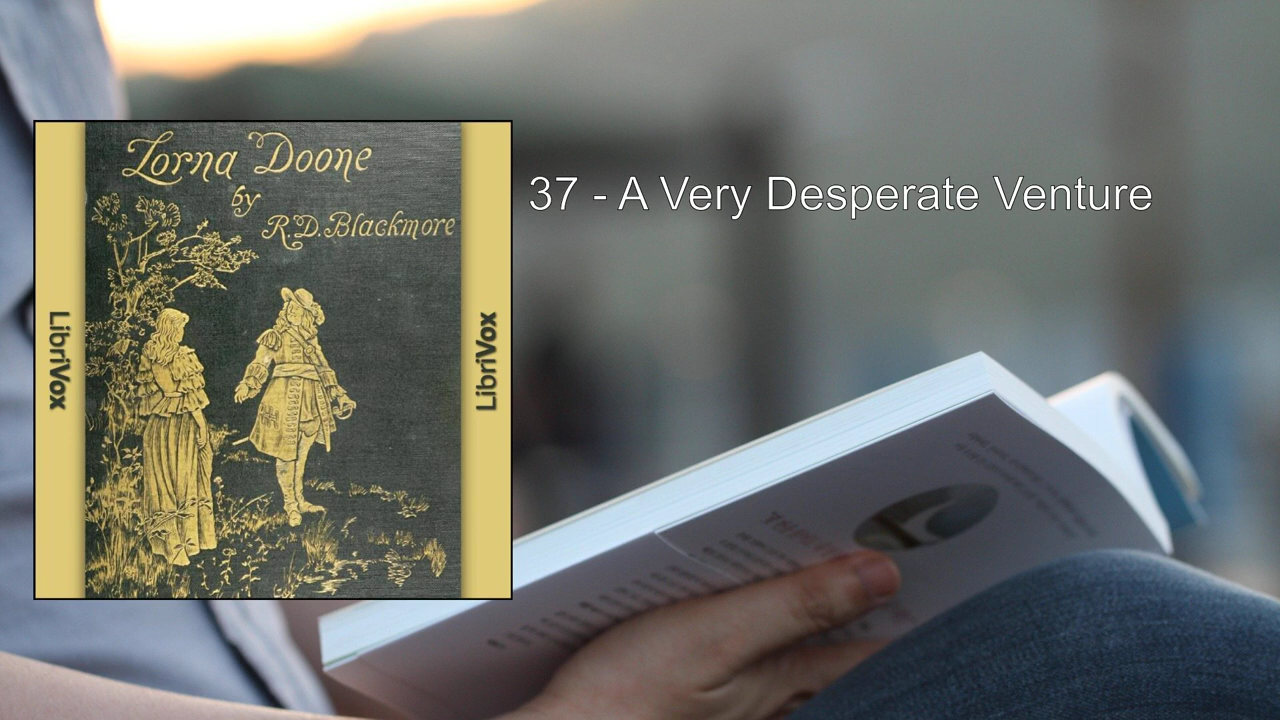 Lorna Doone
by
R.D. Blackmore
LibriVox
LibriVox
37 - A Very Desperate Venture